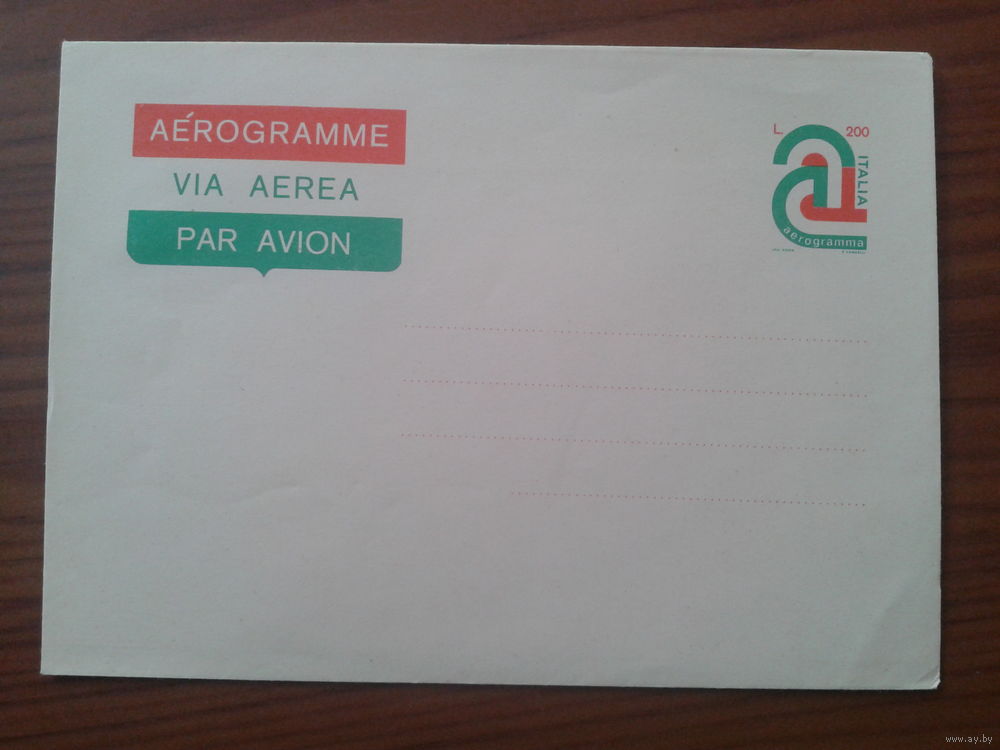 AÉROGRAMME
VIA AEREA
PAR AVION
L. 200
ITALIA
aerogramma
www.ay.by